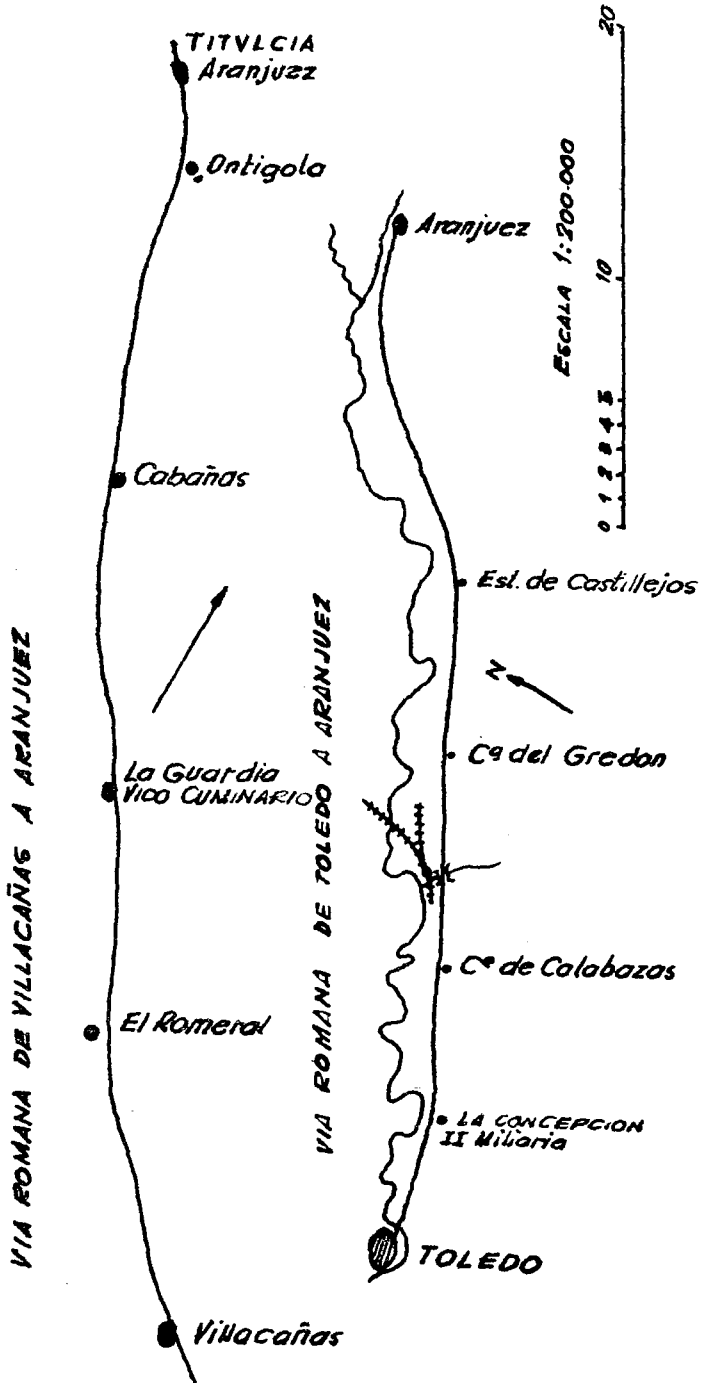 VIA ROMANA DE VILLACAÑAS A ARANJUEZ
TITVLCIA
Aranjuez
Ontigola
Cabañas
La Guardia
VICO CUMINARIO
El Romeral
Villacañas
VIA ROMANA DE TOLEDO A ARANJUEZ
Aranjuez
Est. de Castillejos
N
Cª del Gredon
Cª de Calabazas
LA CONCEPCION
II Miliaria
TOLEDO
ESCALA 1:200.000
0 1 2 3 4 5 10 20